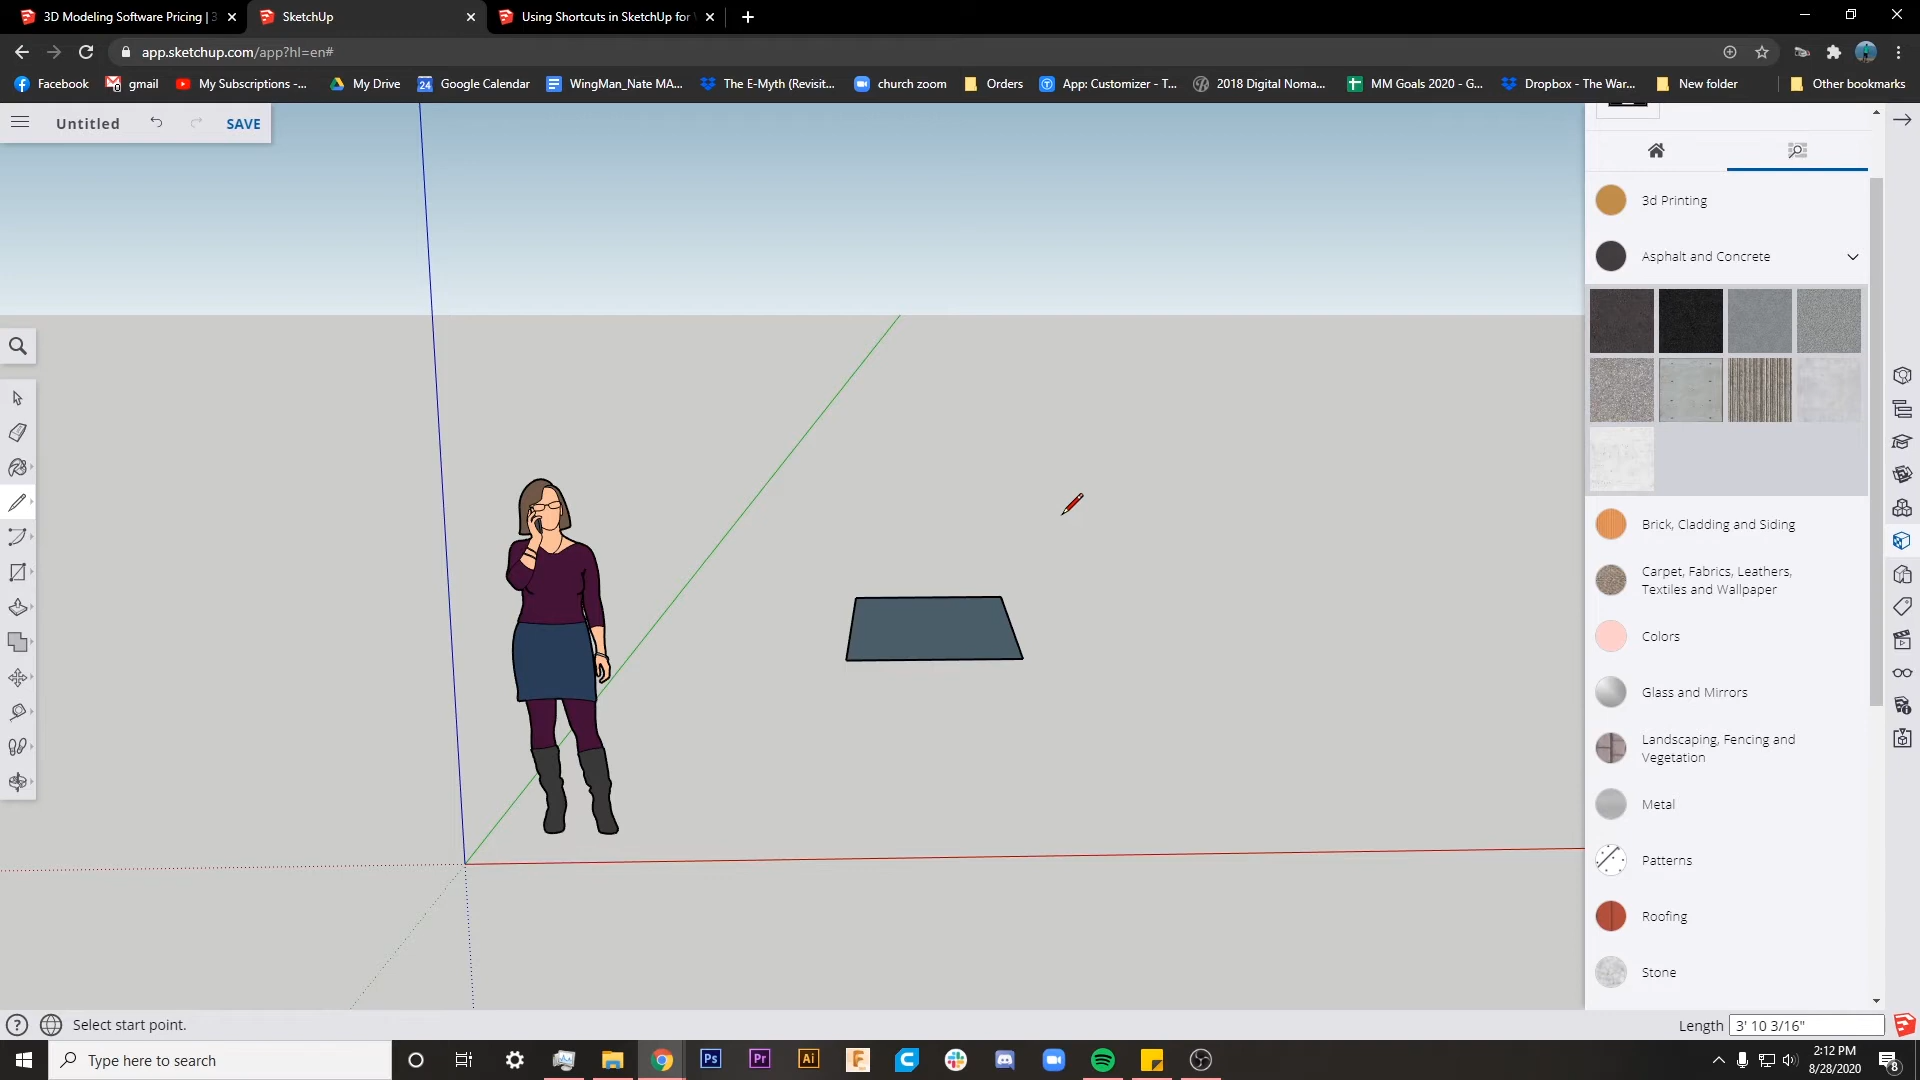 3D Modeling Software Pricing | 3
SketchUp
Using Shortcuts in SketchUp for
app.sketchup.com/app?hl=en#
Facebook
gmail
My Subscriptions -...
My Drive
24 Google Calendar
WingMan_Nate MA...
The E-Myth (Revisit...
church zoom
Orders
App: Customizer - T...
2018 Digital Noma...
MM Goals 2020 - G...
Dropbox - The War...
New folder
Other bookmarks
Untitled
SAVE
3d Printing
Asphalt and Concrete
Brick, Cladding and Siding
Carpet, Fabrics, Leathers,
Textiles and Wallpaper
Colors
Glass and Mirrors
Landscaping, Fencing and
Vegetation
Metal
Patterns
Roofing
Stone
Select start point.
Length 3' 10 3/16"
Type here to search
Ps
Pr
Ai
2:12 PM
8/28/2020
8